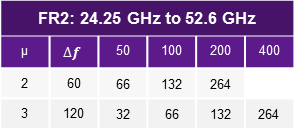 FR2: 24.25 GHz to 52.6 GHz
μ Δf 50 100 200 400
2 60 66 132 264
3 120 32 66 132 264